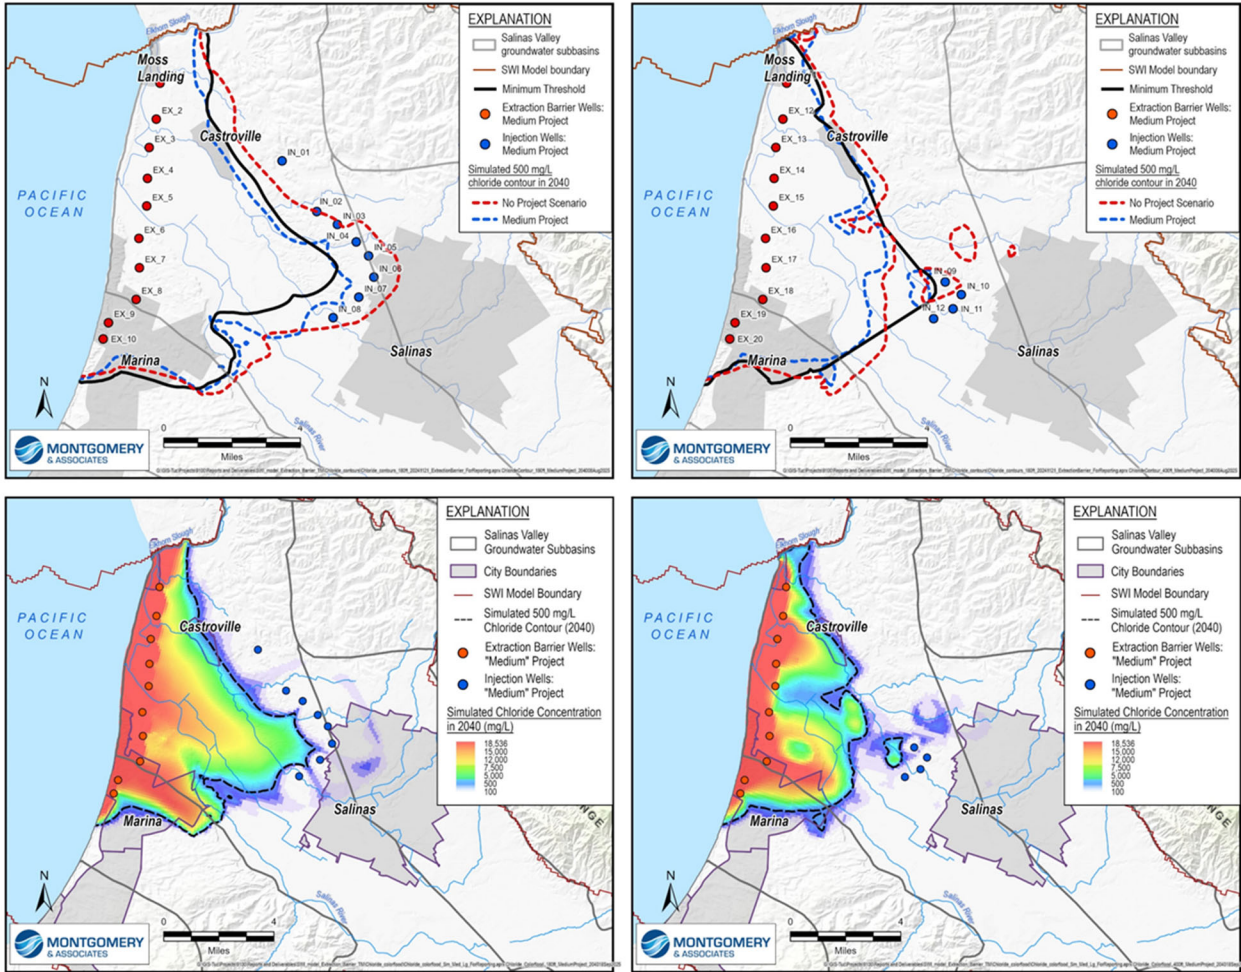 Elkhorn Slough
Moss
Landing
EX_2
EX_3
EX_4
EX_5
EX_6
EX_7
EX_8
EX_9
EX_10
Castroville
IN_01
IN_02
IN_03
IN_04
IN_05
IN_06
IN_07
IN_08
PACIFIC
OCEAN
Marina
Salinas
Salinas River
N
0 4
Miles
MONTGOMERY
& ASSOCIATES
EXPLANATION
Salinas Valley
groundwater subbasins
SWI Model boundary
Minimum Threshold
Extraction Barrier Wells:
Medium Project
Injection Wells:
Medium Project
Simulated 500 mg/L
chloride contour in 2040
No Project Scenario
Medium Project
Elkhorn Slough
Moss
Landing
EX_12
EX_13
EX_14
EX_15
EX_16
EX_17
EX_18
EX_19
EX_20
Castroville
IN_09
IN_10
IN_11
IN_12
PACIFIC
OCEAN
Marina
Salinas
Salinas River
N
0 4
Miles
MONTGOMERY
& ASSOCIATES
EXPLANATION
Salinas Valley
groundwater subbasins
SWI Model boundary
Minimum Threshold
Extraction Barrier Wells:
Medium Project
Injection Wells:
Medium Project
Simulated 500 mg/L
chloride contour in 2040
No Project Scenario
Medium Project
Elkhorn Slough
PACIFIC
OCEAN
Castroville
Marina
Salinas
Salinas River
NGE
N
0 4
Miles
MONTGOMERY
& ASSOCIATES
EXPLANATION
Salinas Valley
Groundwater Subbasins
City Boundaries
SWI Model Boundary
Simulated 500 mg/L
Chloride Contour (2040)
Extraction Barrier Wells:
"Medium" Project
Injection Wells:
"Medium" Project
Simulated Chloride Concentration
in 2040 (mg/L)
18,536
15,000
12,500
7,500
5,000
500
100
Elkhorn Slough
PACIFIC
OCEAN
Castroville
Marina
Salinas
Salinas River
NGE
N
0 4
Miles
MONTGOMERY
& ASSOCIATES
EXPLANATION
Salinas Valley
Groundwater Subbasins
City Boundaries
SWI Model Boundary
Simulated 500 mg/L
Chloride Contour (2040)
Extraction Barrier Wells:
"Medium" Project
Injection Wells:
"Medium" Project
Simulated Chloride Concentration
in 2040 (mg/L)
18,536
15,000
12,500
7,500
5,000
500
100